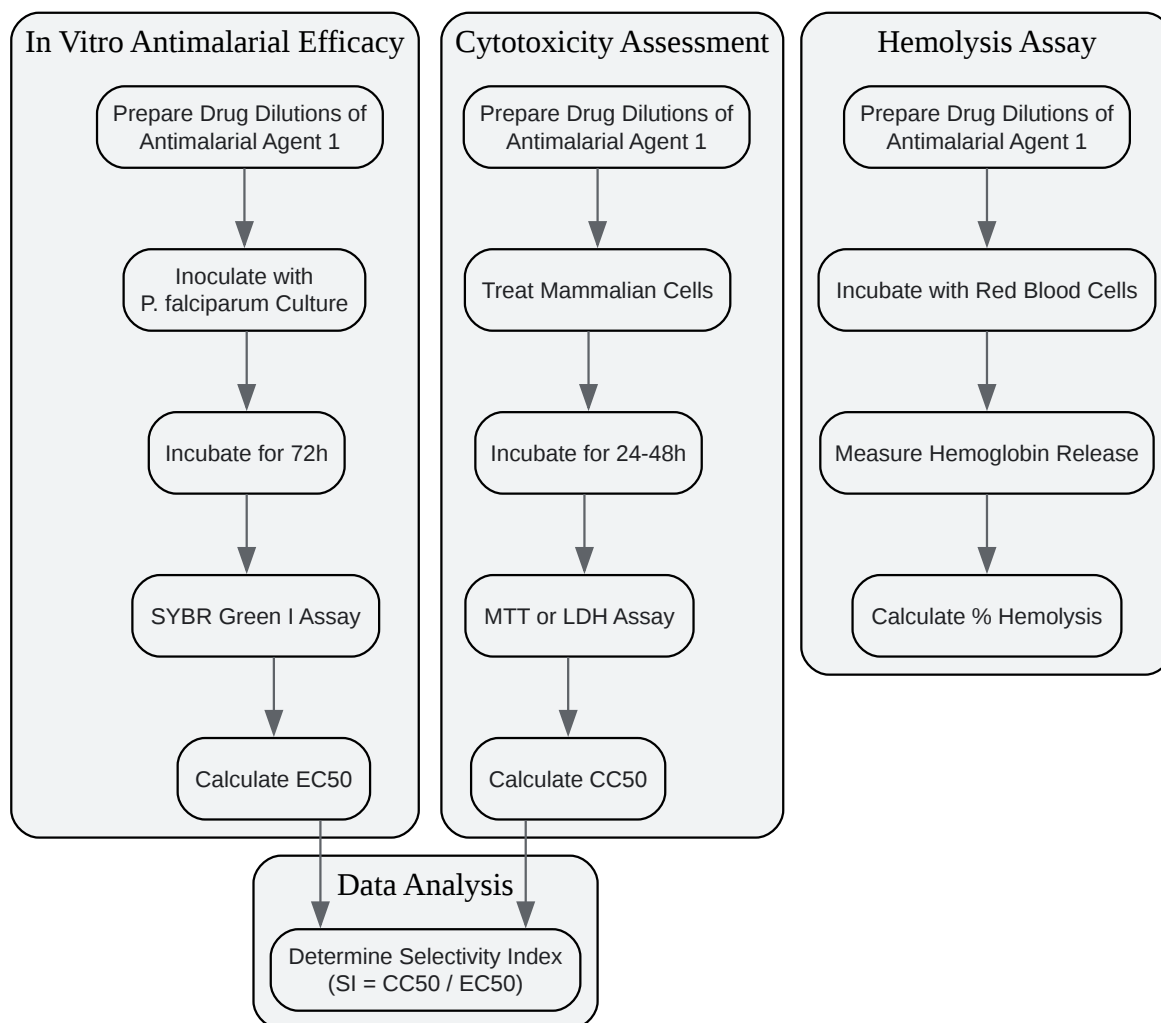 In Vitro Antimalarial Efficacy
Prepare Drug Dilutions of
Antimalarial Agent 1
Inoculate with
P. falciparum Culture
Incubate for 72h
SYBR Green I Assay
Calculate EC50
Cytotoxicity Assessment
Prepare Drug Dilutions of
Antimalarial Agent 1
Treat Mammalian Cells
Incubate for 24-48h
MTT or LDH Assay
Calculate CC50
Hemolysis Assay
Prepare Drug Dilutions of
Antimalarial Agent 1
Incubate with Red Blood Cells
Measure Hemoglobin Release
Calculate % Hemolysis
Data Analysis
Determine Selectivity Index
(SI = CC50 / EC50)